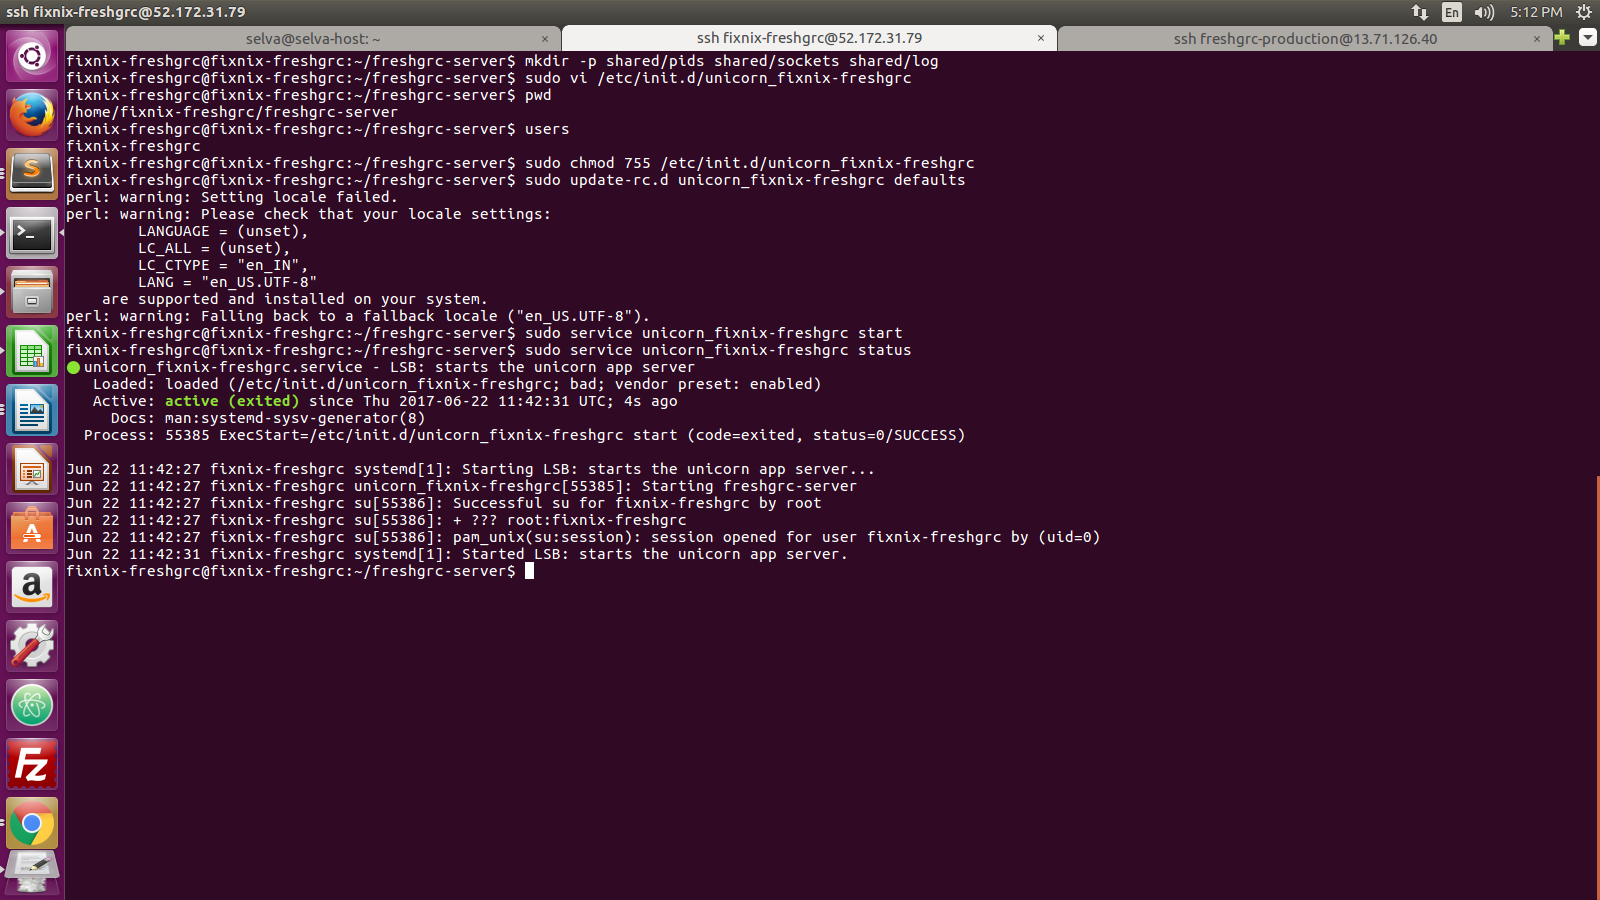 ssh fixnix-freshgrc@52.172.31.79
En
5:12 PM
selva@selva-host: ~ ×
ssh fixnix-freshgrc@52.172.31.79 ×
ssh freshgrc-production@13.71.126.40 ×
fixnix-freshgrc@fixnix-freshgrc:~/freshgrc-server$ mkdir -p shared/pids shared/sockets shared/log
fixnix-freshgrc@fixnix-freshgrc:~/freshgrc-server$ sudo vi /etc/init.d/unicorn_fixnix-freshgrc
fixnix-freshgrc@fixnix-freshgrc:~/freshgrc-server$ pwd
/home/fixnix-freshgrc/freshgrc-server
fixnix-freshgrc@fixnix-freshgrc:~/freshgrc-server$ users
fixnix-freshgrc
fixnix-freshgrc@fixnix-freshgrc:~/freshgrc-server$ sudo chmod 755 /etc/init.d/unicorn_fixnix-freshgrc
fixnix-freshgrc@fixnix-freshgrc:~/freshgrc-server$ sudo update-rc.d unicorn_fixnix-freshgrc defaults
perl: warning: Setting locale failed.
perl: warning: Please check that your locale settings:
LANGUAGE = (unset),
LC_ALL = (unset),
LC_CTYPE = "en_IN",
LANG = "en_US.UTF-8"
are supported and installed on your system.
perl: warning: Falling back to a fallback locale ("en_US.UTF-8").
fixnix-freshgrc@fixnix-freshgrc:~/freshgrc-server$ sudo service unicorn_fixnix-freshgrc start
fixnix-freshgrc@fixnix-freshgrc:~/freshgrc-server$ sudo service unicorn_fixnix-freshgrc status
● unicorn_fixnix-freshgrc.service - LSB: starts the unicorn app server
Loaded: loaded (/etc/init.d/unicorn_fixnix-freshgrc; bad; vendor preset: enabled)
Active: active (exited) since Thu 2017-06-22 11:42:31 UTC; 4s ago
Docs: man:systemd-sysv-generator(8)
Process: 55385 ExecStart=/etc/init.d/unicorn_fixnix-freshgrc start (code=exited, status=0/SUCCESS)
Jun 22 11:42:27 fixnix-freshgrc systemd[1]: Starting LSB: starts the unicorn app server...
Jun 22 11:42:27 fixnix-freshgrc unicorn_fixnix-freshgrc[55385]: Starting freshgrc-server
Jun 22 11:42:27 fixnix-freshgrc su[55386]: Successful su for fixnix-freshgrc by root
Jun 22 11:42:27 fixnix-freshgrc su[55386]: + ??? root:fixnix-freshgrc
Jun 22 11:42:27 fixnix-freshgrc su[55386]: pam_unix(su:session): session opened for user fixnix-freshgrc by (uid=0)
Jun 22 11:42:31 fixnix-freshgrc systemd[1]: Started LSB: starts the unicorn app server.
fixnix-freshgrc@fixnix-freshgrc:~/freshgrc-server$